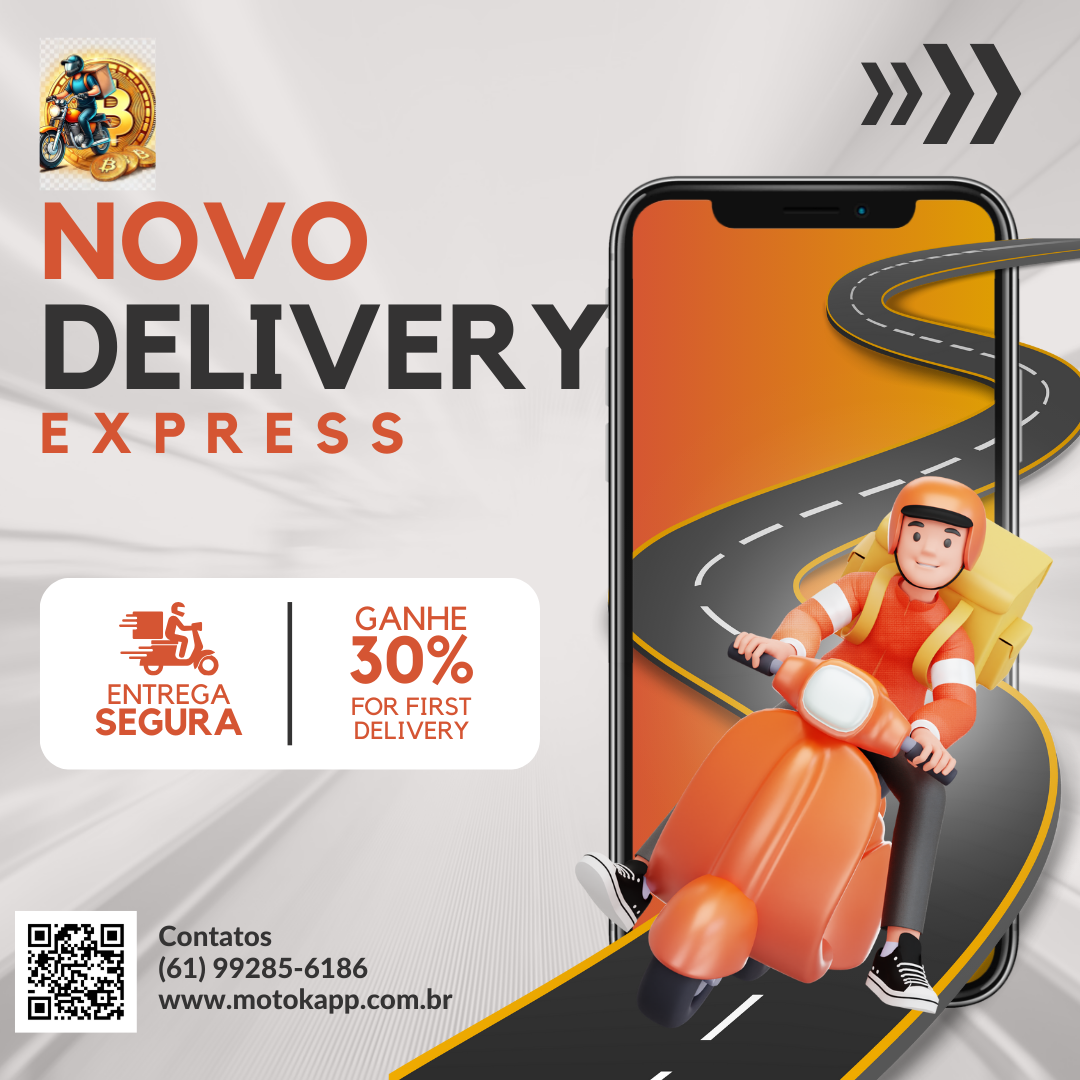 NOVO
DELIVERY
EXPRESS
ENTREGA
SEGURA
GANHE
30%
FOR FIRST
DELIVERY
Contatos
(61) 99285-6186
www.motokapp.com.br